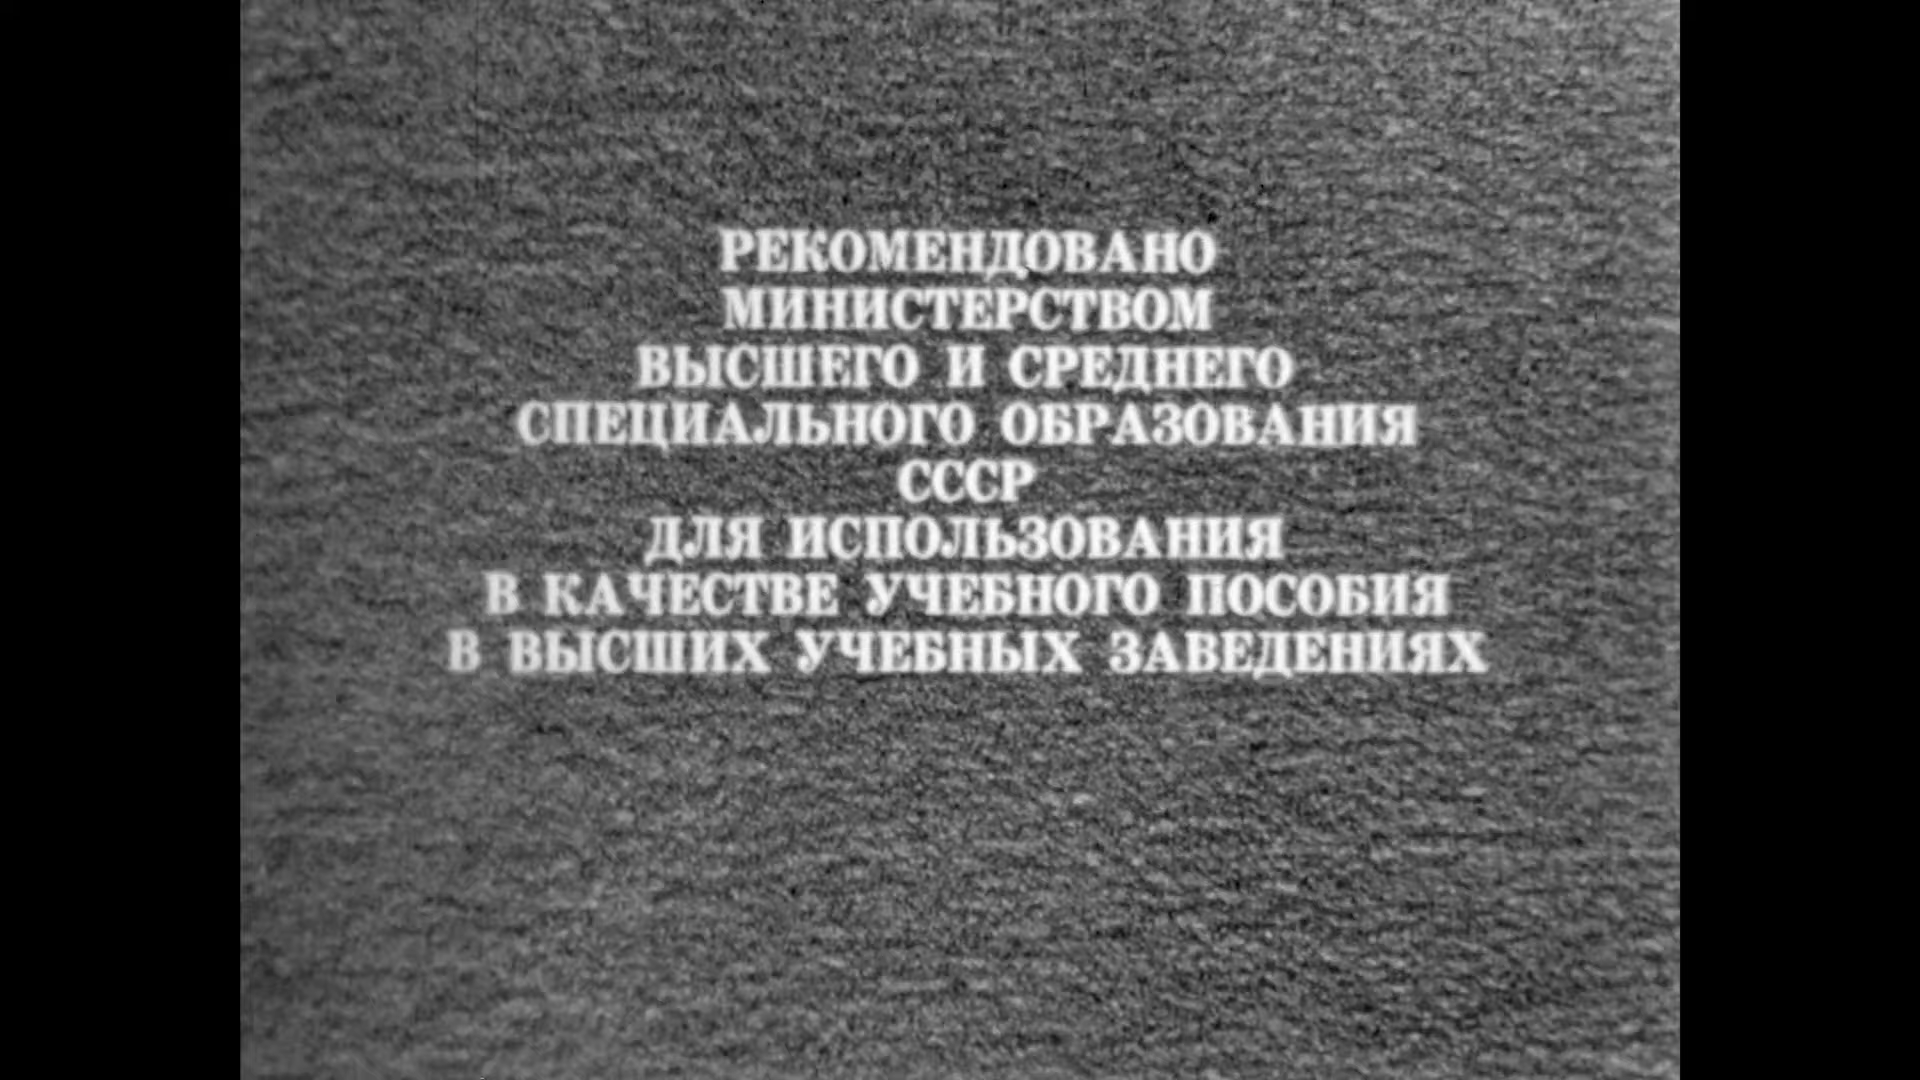 РЕКОМЕНДОВАНО
МИНИСТЕРСТВОМ
ВЫСШЕГО И СРЕДНЕГО
СПЕЦИАЛЬНОГО ОБРАЗОВАНИЯ
СССР
ДЛЯ ИСПОЛЬЗОВАНИЯ
В КАЧЕСТВЕ УЧЕБНОГО ПОСОБИЯ
В ВЫСШИХ УЧЕБНЫХ ЗАВЕДЕНИЯХ